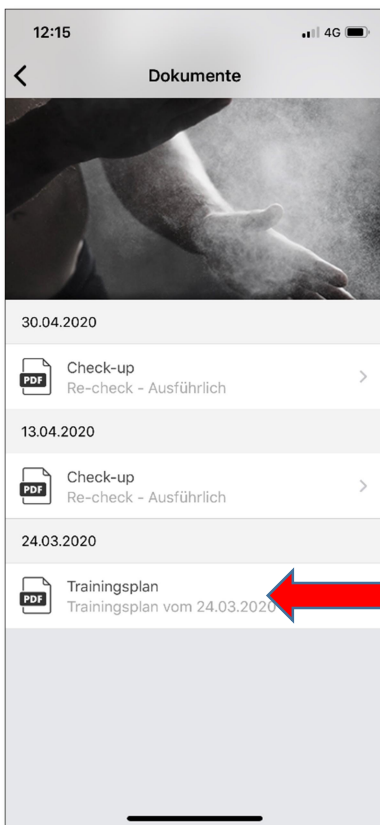 12:15
4G
Dokumente
30.04.2020
PDF
Check-up
Re-check - Ausführlich
13.04.2020
PDF
Check-up
Re-check - Ausführlich
24.03.2020
PDF
Trainingsplan
Trainingsplan vom 24.03.2020